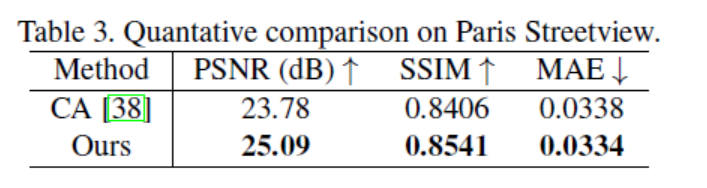 Table 3. Quantative comparison on Paris Streetview.
Method PSNR (dB) ↑ SSIM ↑ MAE ↓
CA [38] 23.78 0.8406 0.0338
Ours 25.09 0.8541 0.0334